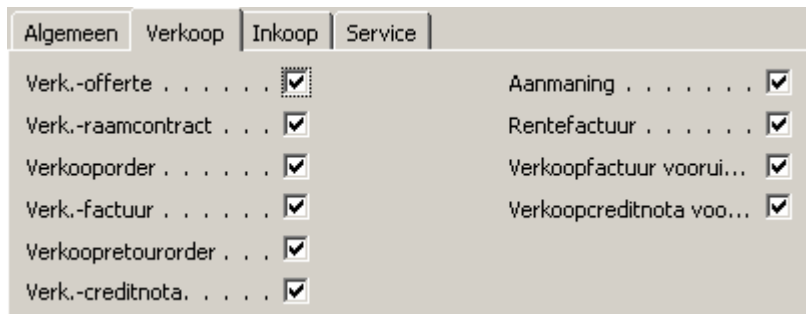 Algemeen Verkoop Inkoop Service
Verk.-offerte . . . . . .
Verk.-raamcontract . . .
Verkooporder . . . . . .
Verk.-factuur . . . . . .
Verkoopretourorder . . .
Verk.-creditnota. . . . .
Aanmaning . . . . . . .
Rentefactuur . . . . . .
Verkoopfactuur voorui...
Verkoopcreditnota voo...